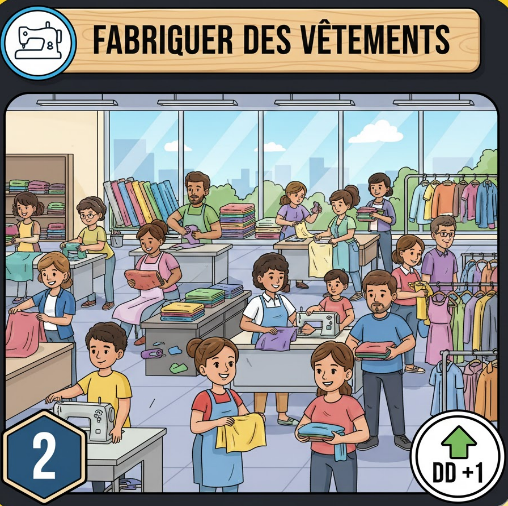 FABRIQUER DES VÊTEMENTS
2
DD +1